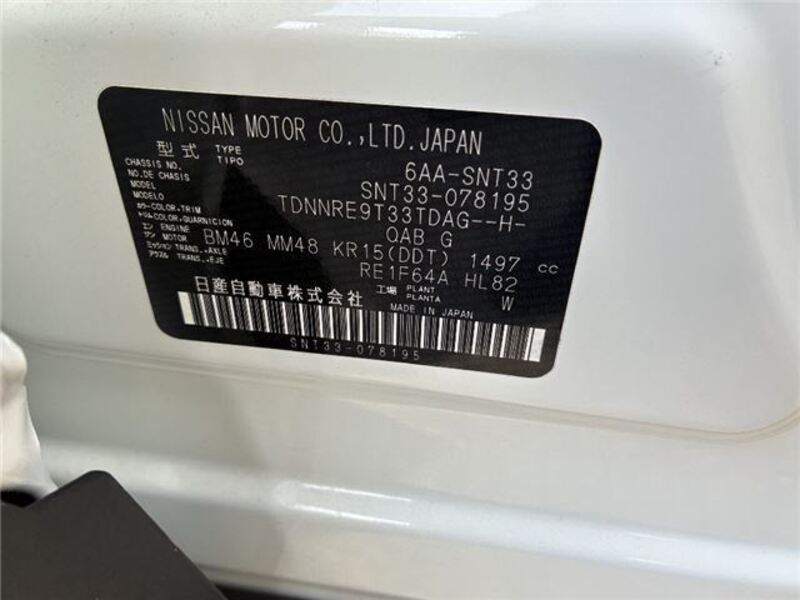 NISSAN MOTOR CO.,LTD.JAPAN
型式 TYPE TIPO 6AA-SNT33
CHASSIS NO. NO.DE CHASIS SNT33-078195
MODEL MODELO TDNNRE9T33TDAG--H-
カラー COLOR,TRIM トリム COLOR,GUARNICION QAB G
エンジン ENGINE MOTOR BM46 MM48 KR15(DDT) 1497 cc
ミッション TRANS.,AXLE アクスル TRANS.,EJE RE1F64A HL82
工場 PLANT PLANTA W
日産自動車株式会社 MADE IN JAPAN
SNT33-078195